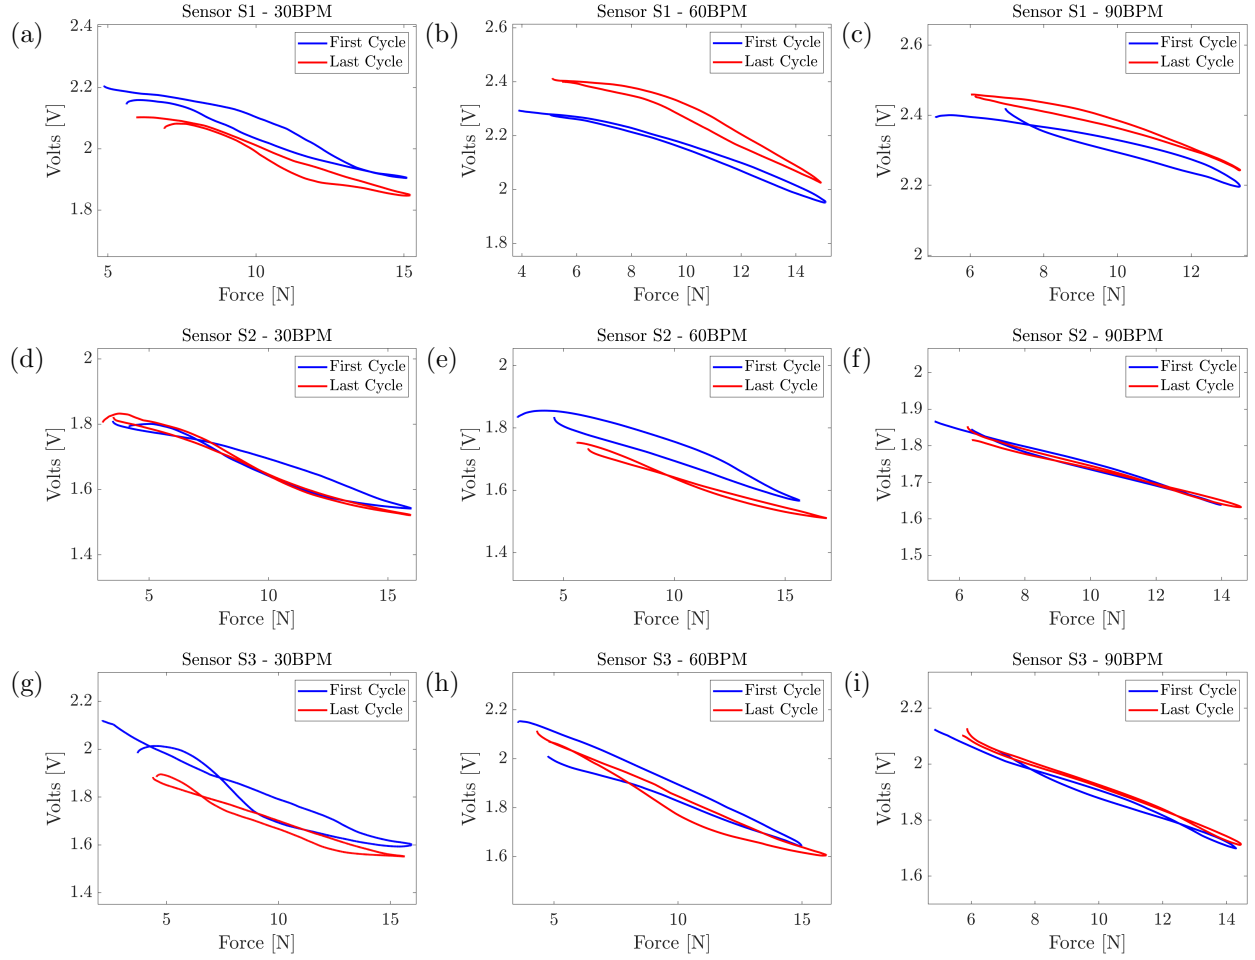 Sensor S1 - 30BPM
(a)
2.4
2.2
2
1.8
Volts [V]
First Cycle
Last Cycle
5
10
15
Force [N]
Sensor S1 - 60BPM
(b)
2.6
2.4
2.2
2
1.8
Volts [V]
First Cycle
Last Cycle
4
6
8
10
12
14
Force [N]
Sensor S1 - 90BPM
(c)
2.6
2.4
2.2
2
Volts [V]
First Cycle
Last Cycle
6
8
10
12
Force [N]
Sensor S2 - 30BPM
(d)
2
1.8
1.6
1.4
Volts [V]
First Cycle
Last Cycle
5
10
15
Force [N]
Sensor S2 - 60BPM
(e)
2
1.8
1.6
1.4
Volts [V]
First Cycle
Last Cycle
5
10
15
Force [N]
Sensor S2 - 90BPM
(f)
2
1.9
1.8
1.7
1.6
1.5
Volts [V]
First Cycle
Last Cycle
6
8
10
12
14
Force [N]
Sensor S3 - 30BPM
(g)
2.2
2
1.8
1.6
1.4
Volts [V]
First Cycle
Last Cycle
5
10
15
Force [N]
Sensor S3 - 60BPM
(h)
2.2
2
1.8
1.6
Volts [V]
First Cycle
Last Cycle
5
10
15
Force [N]
Sensor S3 - 90BPM
(i)
2.2
2
1.8
1.6
Volts [V]
First Cycle
Last Cycle
6
8
10
12
14
Force [N]